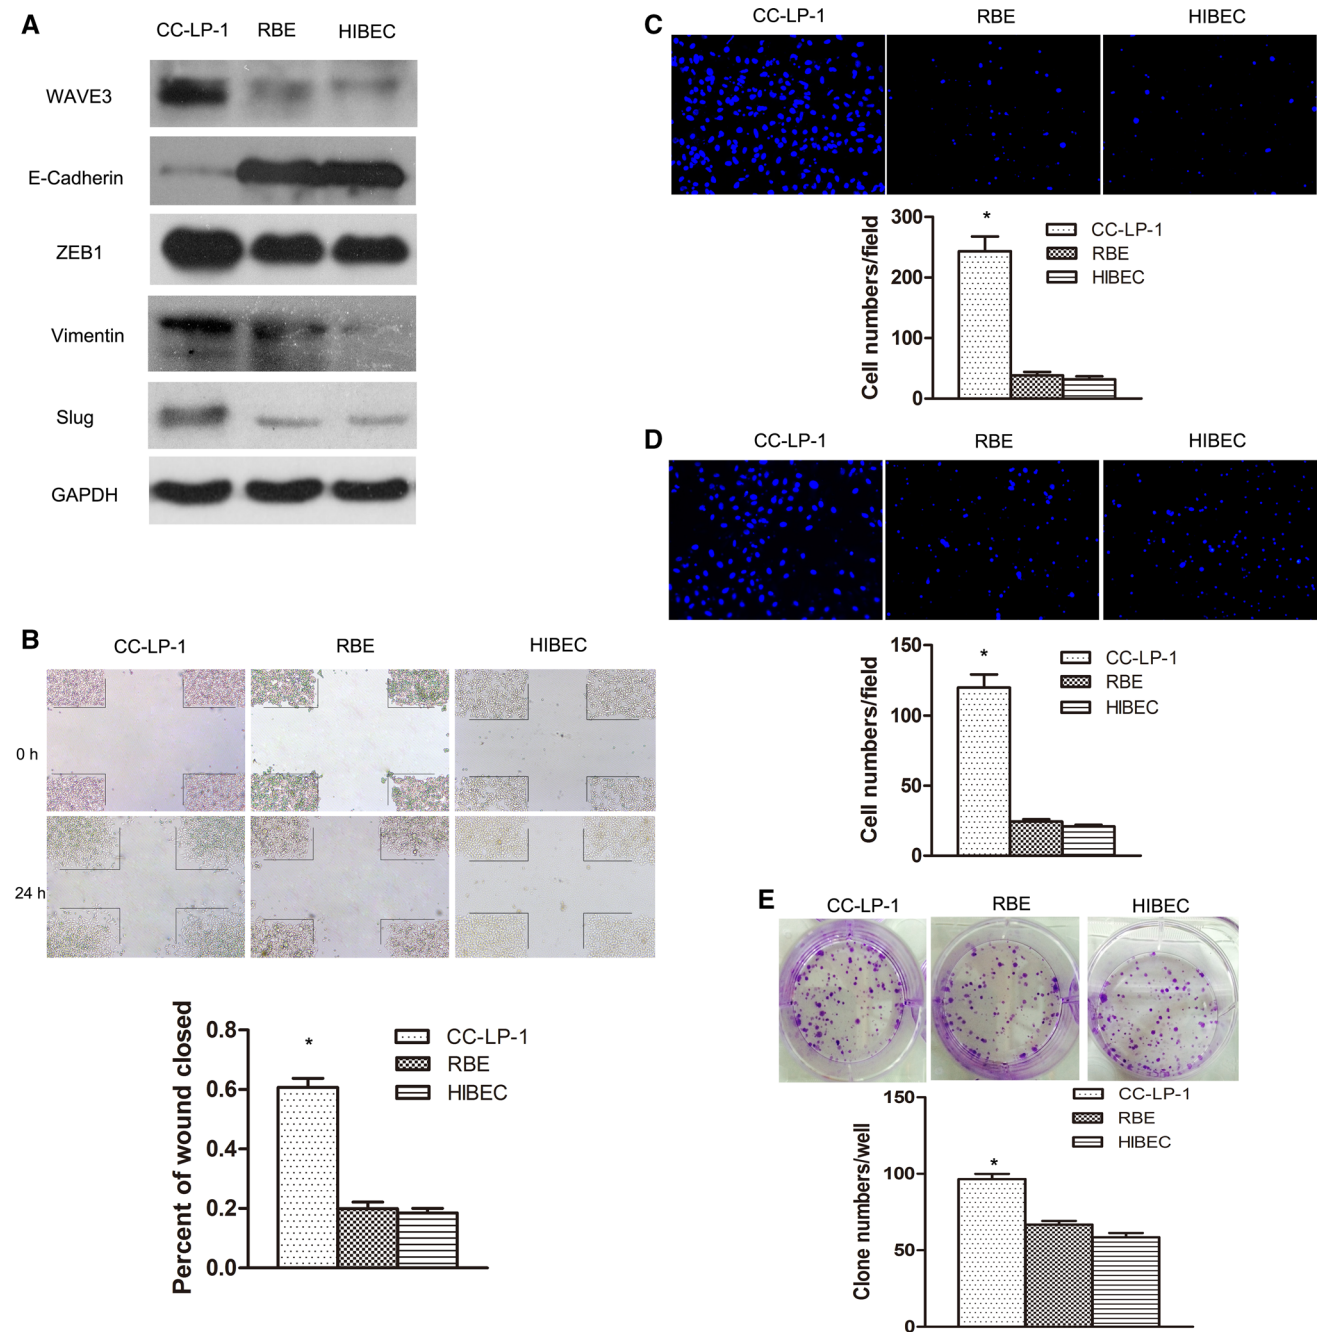 A
CC-LP-1 RBE HIBEC
WAVE3
E-Cadherin
ZEB1
Vimentin
Slug
GAPDH
B
CC-LP-1 RBE HIBEC
0 h
24 h
Percent of wound closed
0.8
0.6
0.4
0.2
0.0
*
CC-LP-1
RBE
HIBEC
C
CC-LP-1 RBE HIBEC
Cell numbers/field
300
200
100
0
*
CC-LP-1
RBE
HIBEC
D
CC-LP-1 RBE HIBEC
Cell numbers/field
150
100
50
0
*
CC-LP-1
RBE
HIBEC
E
CC-LP-1 RBE HIBEC
Clone numbers/well
150
100
50
0
*
CC-LP-1
RBE
HIBEC